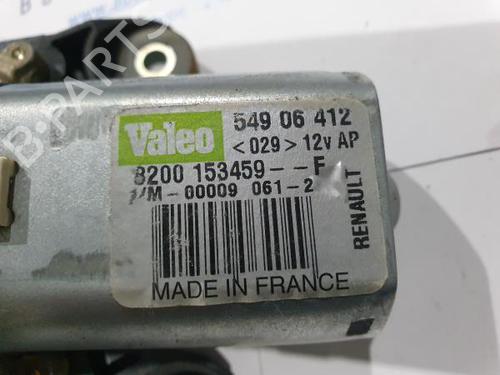 Valeo
549 06 412
<029> 12v AP
8200 153459--F
00009 061-2
RENAULT
MADE IN FRANCE
B-PARTS